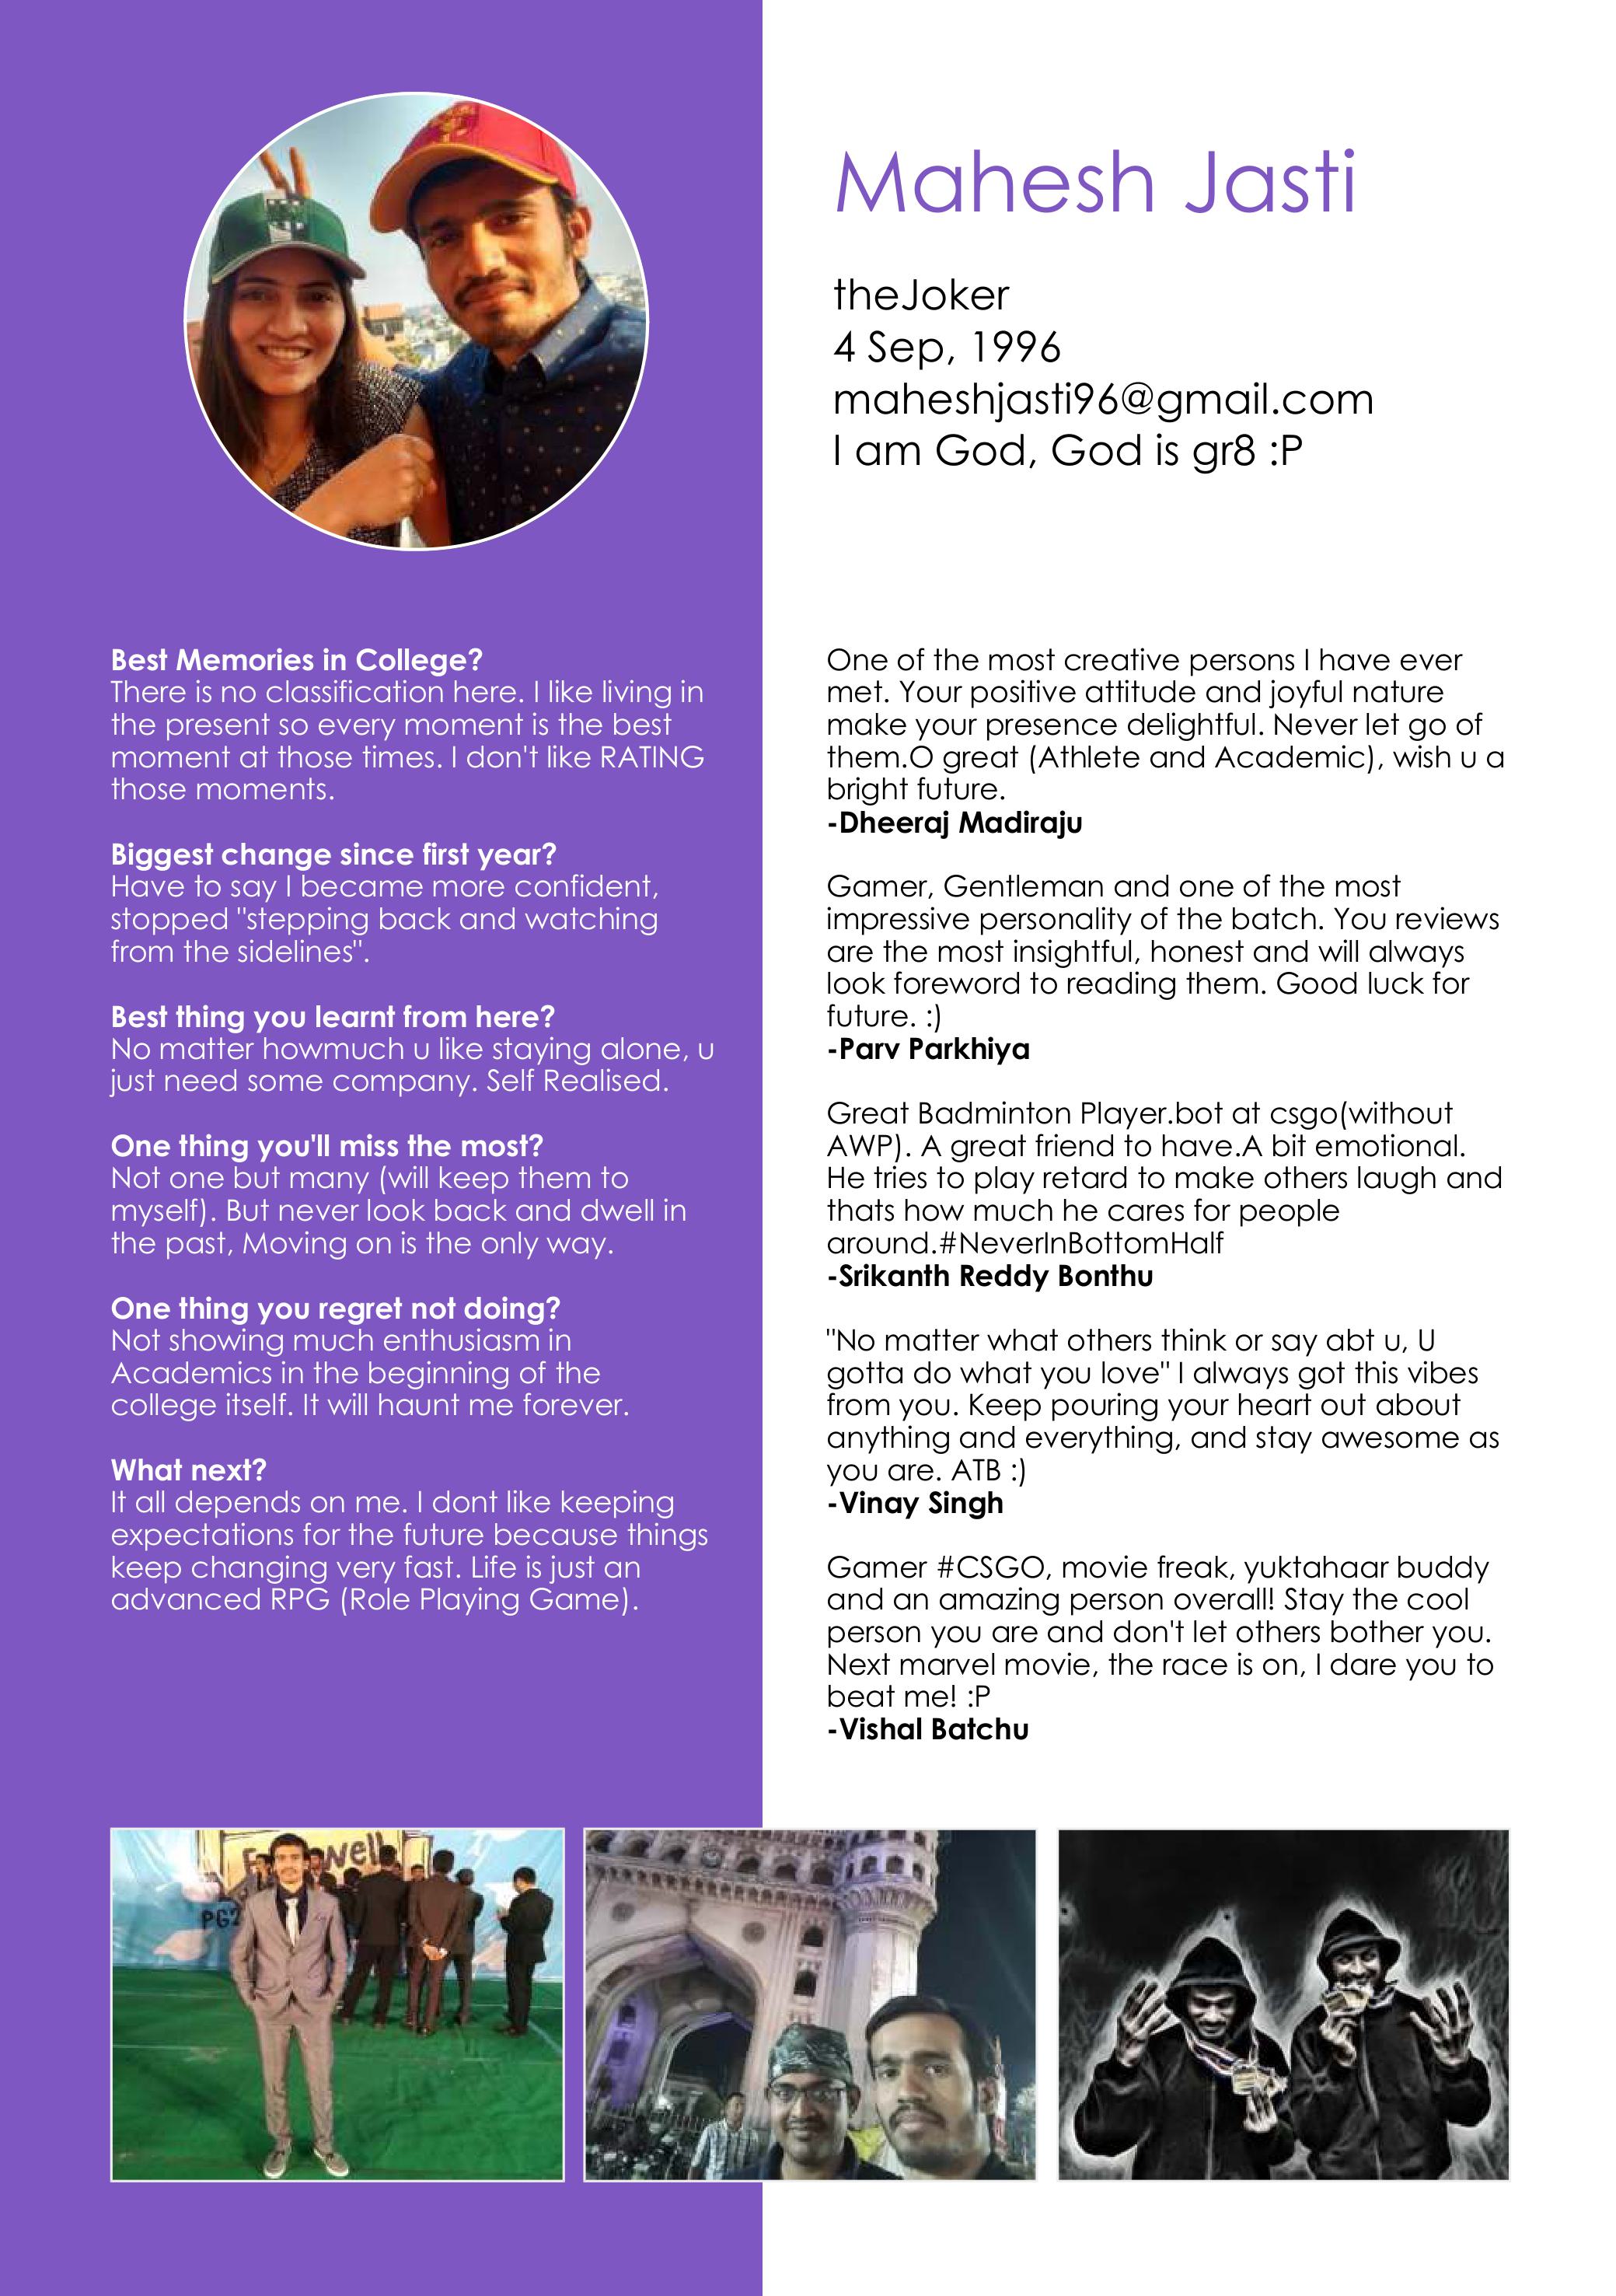 Mahesh Jasti
theJoker
4 Sep, 1996
maheshjasti96@gmail.com
I am God, God is gr8 :P
Best Memories in College?
There is no classification here. I like living in
the present so every moment is the best
moment at those times. I don't like RATING
those moments.
Biggest change since first year?
Have to say I became more confident,
stopped "stepping back and watching
from the sidelines".
Best thing you learnt from here?
No matter howmuch u like staying alone, u
just need some company. Self Realised.
One thing you'll miss the most?
Not one but many (will keep them to
myself). But never look back and dwell in
the past, Moving on is the only way.
One thing you regret not doing?
Not showing much enthusiasm in
Academics in the beginning of the
college itself. It will haunt me forever.
What next?
It all depends on me. I dont like keeping
expectations for the future because things
keep changing very fast. Life is just an
advanced RPG (Role Playing Game).
One of the most creative persons I have ever
met. Your positive attitude and joyful nature
make your presence delightful. Never let go of
them.O great (Athlete and Academic), wish u a
bright future.
-Dheeraj Madiraju
Gamer, Gentleman and one of the most
impressive personality of the batch. You reviews
are the most insightful, honest and will always
look foreword to reading them. Good luck for
future. :)
-Parv Parkhiya
Great Badminton Player.bot at csgo(without
AWP). A great friend to have.A bit emotional.
He tries to play retard to make others laugh and
thats how much he cares for people
around.#NeverInBottomHalf
-Srikanth Reddy Bonthu
"No matter what others think or say abt u, U
gotta do what you love" I always got this vibes
from you. Keep pouring your heart out about
anything and everything, and stay awesome as
you are. ATB :)
-Vinay Singh
Gamer #CSGO, movie freak, yuktahaar buddy
and an amazing person overall! Stay the cool
person you are and don't let others bother you.
Next marvel movie, the race is on, I dare you to
beat me! :P
-Vishal Batchu